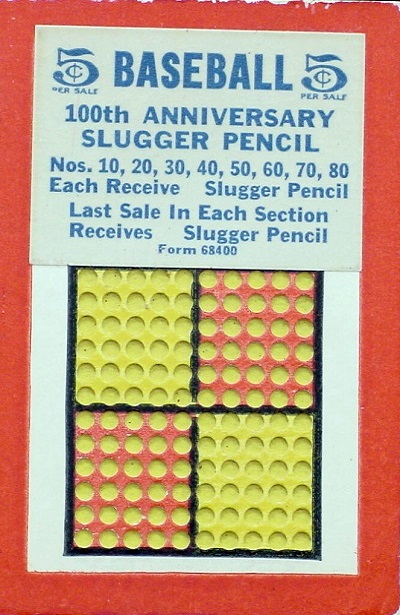 5¢ BASEBALL 5¢
PER SALE PER SALE
100th ANNIVERSARY
SLUGGER PENCIL
Nos. 10, 20, 30, 40, 50, 60, 70, 80
Each Receive Slugger Pencil
Last Sale In Each Section
Receives Slugger Pencil
Form 68400